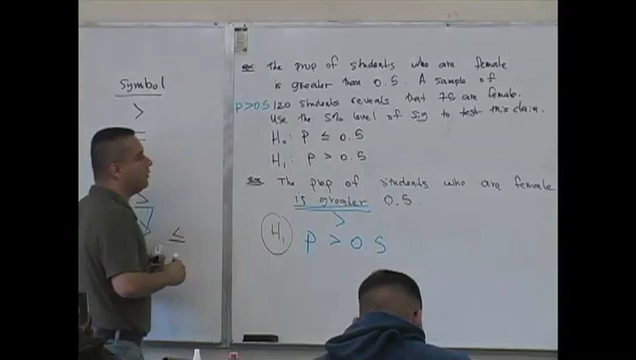 Symbol
>
=
>
≤
ex The prop of students who are female
is greater than 0.5. A sample of
P>0.5 120 students reveals that 75 are female.
Use the 5% level of sig to test this claim.
H₀: P ≤ 0.5
H₁: P > 0.5
ex The prop of students who are female
is greater 0.5.
>
H₁ P > 0.5